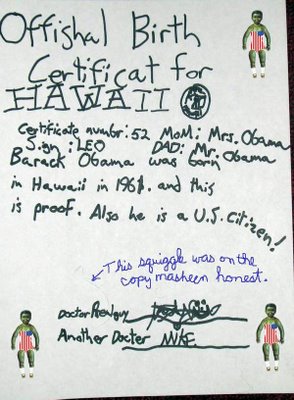 Offishal Birth
Certificat for
HAWAII
Certificate numbr: 52 MoM: Mrs. Obama
Sign: LEO DAD: Mr. Obama
Barack Obama was born
in Hawaii in 1961. and this
is proof. Also he is a U.S. Citizen!
This squiggle was on the
copy masheen honest.
Doctor
Another Docter MIKE